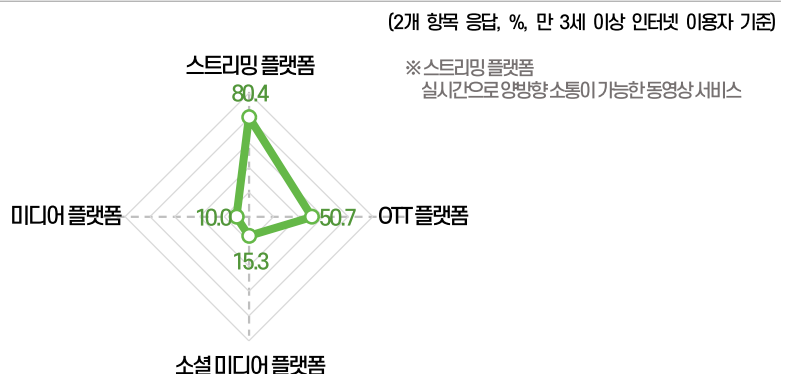 (2개 항목 응답, %, 만 3세 이상 인터넷 이용자 기준)
스트리밍 플랫폼
80.4
※ 스트리밍 플랫폼
실시간으로 양방향 소통이 가능한 동영상 서비스
미디어 플랫폼
10.0
50.7
OTT 플랫폼
15.3
소셜 미디어 플랫폼